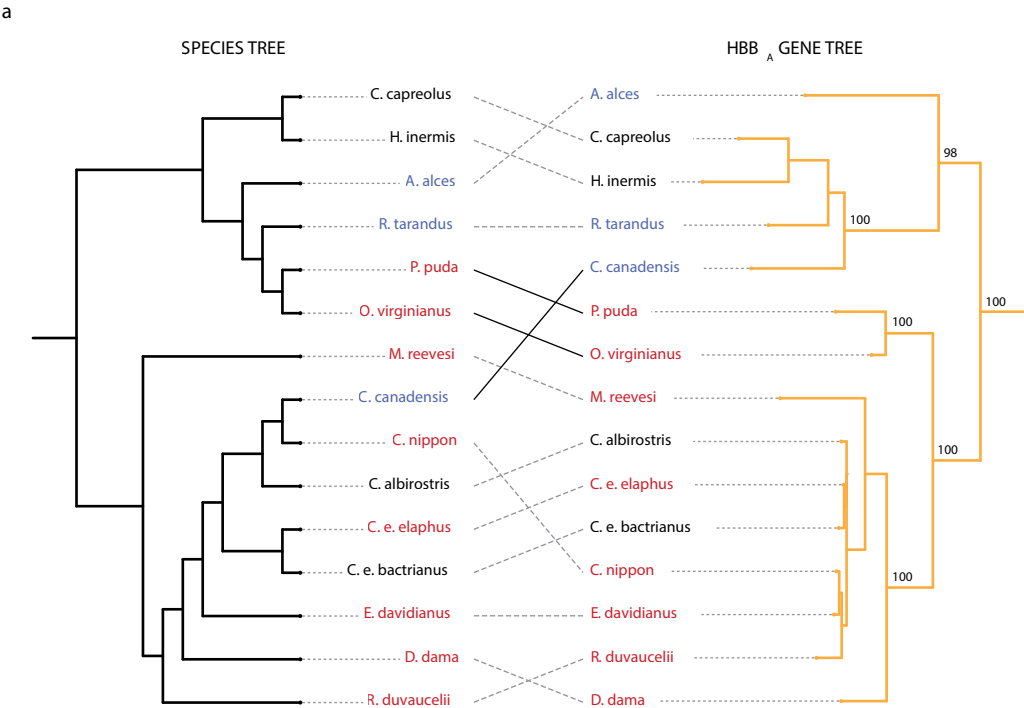 a
SPECIES TREE
HBB A GENE TREE
C. capreolus
H. inermis
A. alces
R. tarandus
P. puda
O. virginianus
M. reevesi
C. canadensis
C. nippon
C. albirostris
C. e. elaphus
C. e. bactrianus
E. davidianus
D. dama
R. duvaucelii
A. alces
C. capreolus
H. inermis
R. tarandus
C. canadensis
P. puda
O. virginianus
M. reevesi
C. albirostris
C. e. elaphus
C. e. bactrianus
C. nippon
E. davidianus
R. duvaucelii
D. dama
98
100
100
100
100
100